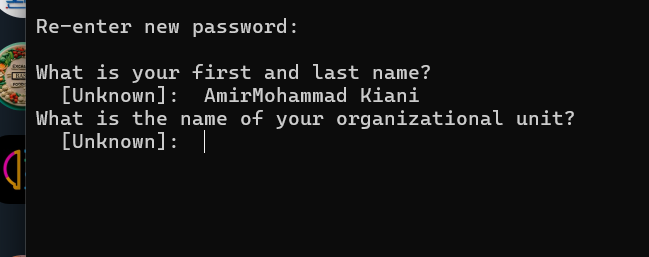 Re-enter new password:
What is your first and last name?
[Unknown]: AmirMohammad Kiani
What is the name of your organizational unit?
[Unknown]: